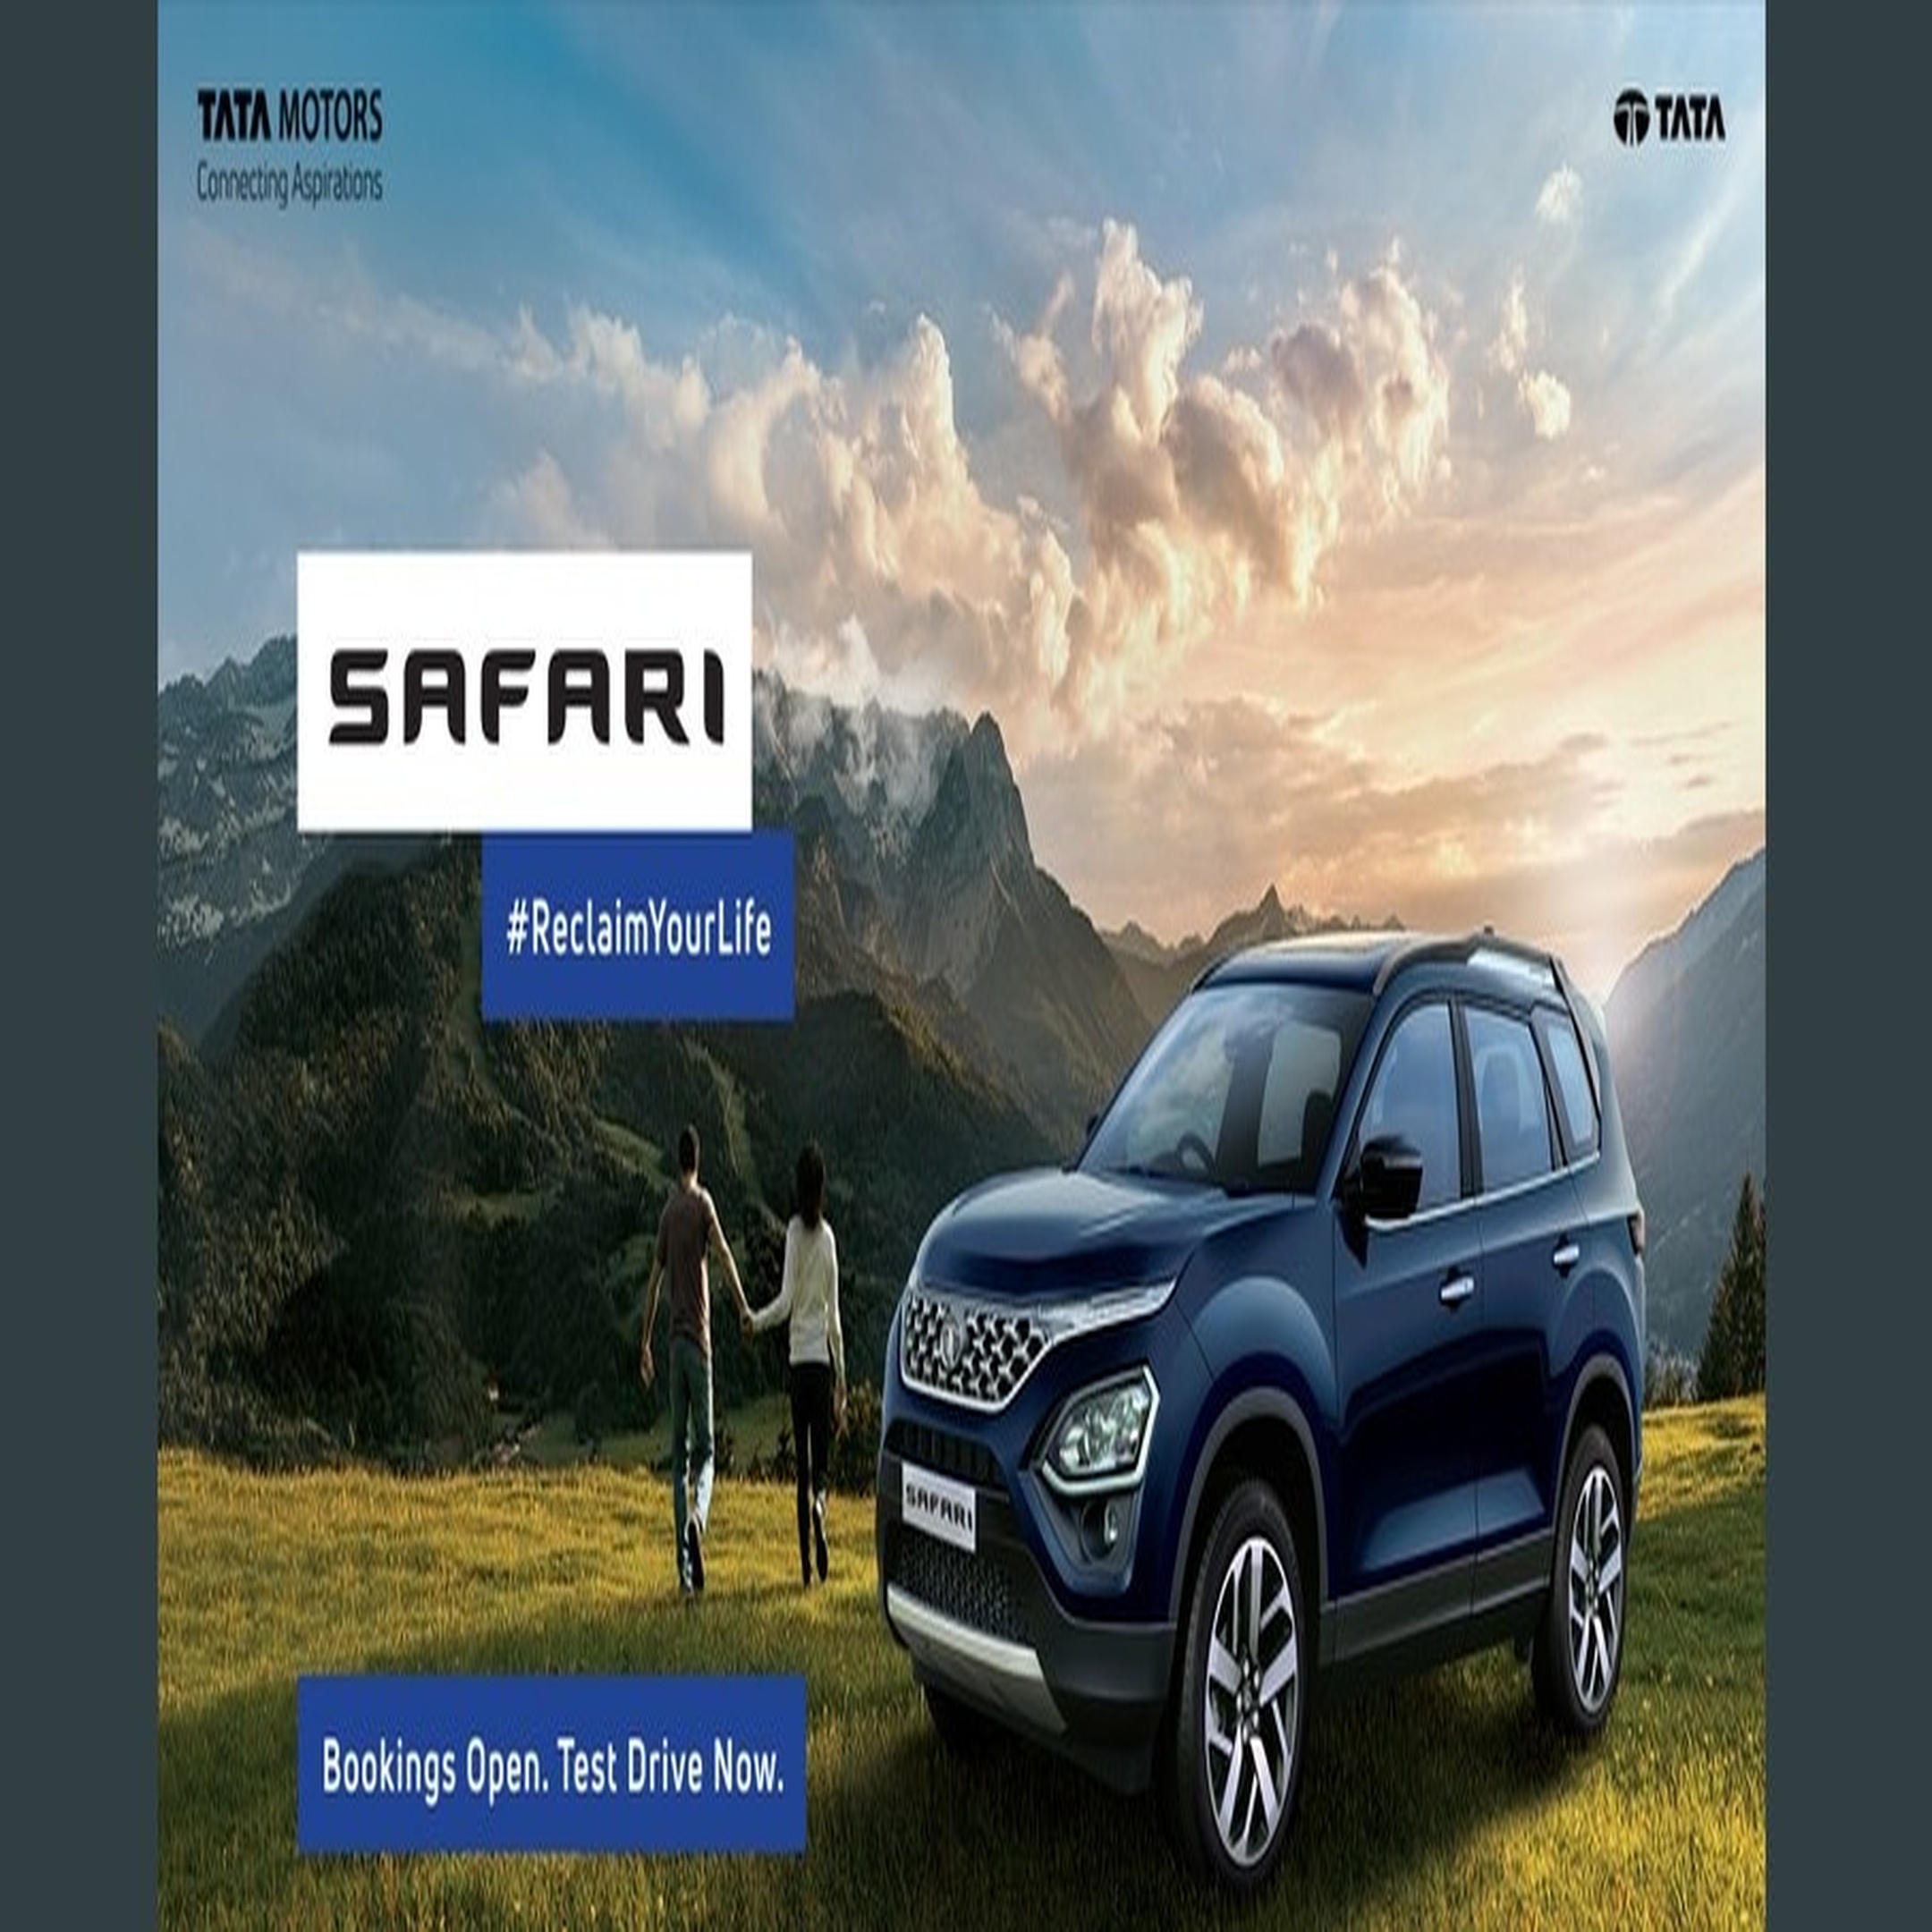 TATA MOTORS
Connecting Aspirations
TATA
SAFARI
#ReclaimYourLife
SAFARI
Bookings Open. Test Drive Now.